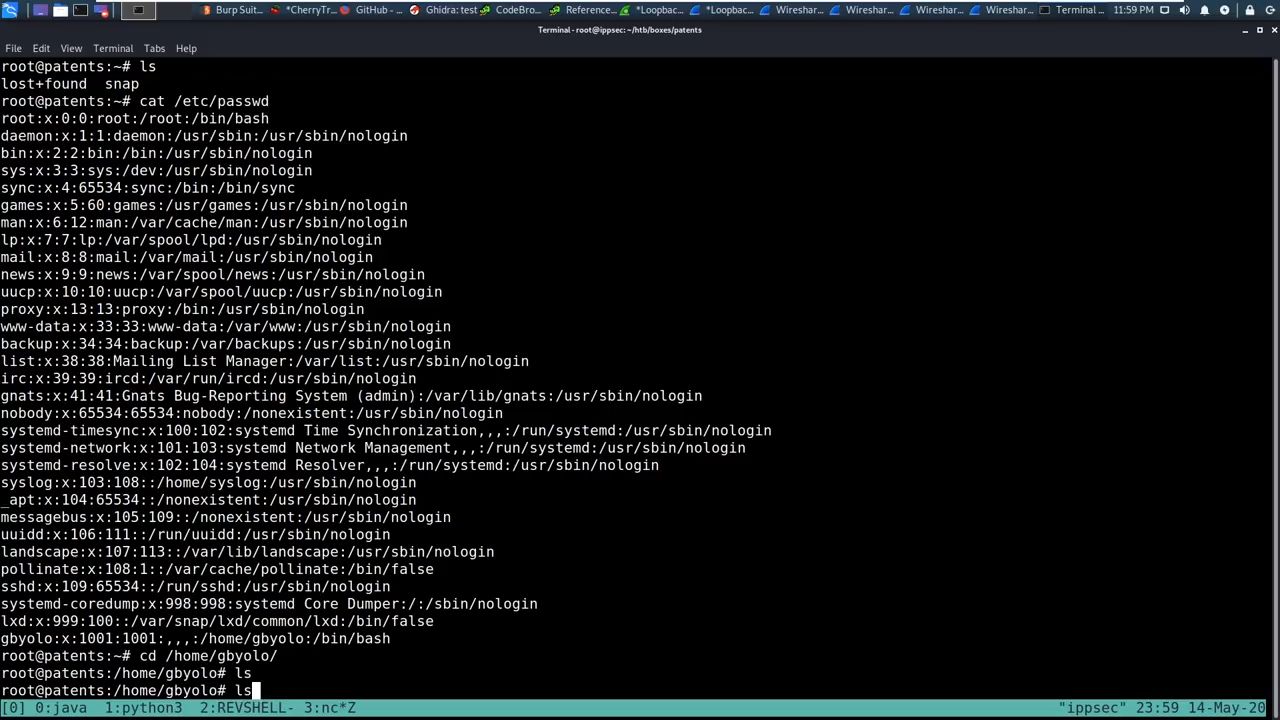 Burp Suit...
*CherryTr...
GitHub - ...
Ghidra: test
CodeBro...
Reference...
*Loopbac...
*Loopbac...
Wireshar...
Wireshar...
Wireshar...
Wireshar...
Terminal ...
11:59 PM 14-May-20
Terminal - root@ippsec: ~/htb/boxes/patents
File Edit View Terminal Tabs Help
root@patents:~# ls
lost+found  snap
root@patents:~# cat /etc/passwd
root:x:0:0:root:/root:/bin/bash
daemon:x:1:1:daemon:/usr/sbin:/usr/sbin/nologin
bin:x:2:2:bin:/bin:/usr/sbin/nologin
sys:x:3:3:sys:/dev:/usr/sbin/nologin
sync:x:4:65534:sync:/bin:/bin/sync
games:x:5:60:games:/usr/games:/usr/sbin/nologin
man:x:6:12:man:/var/cache/man:/usr/sbin/nologin
lp:x:7:7:lp:/var/spool/lpd:/usr/sbin/nologin
mail:x:8:8:mail:/var/mail:/usr/sbin/nologin
news:x:9:9:news:/var/spool/news:/usr/sbin/nologin
uucp:x:10:10:uucp:/var/spool/uucp:/usr/sbin/nologin
proxy:x:13:13:proxy:/bin:/usr/sbin/nologin
www-data:x:33:33:www-data:/var/www:/usr/sbin/nologin
backup:x:34:34:backup:/var/backups:/usr/sbin/nologin
list:x:38:38:Mailing List Manager:/var/list:/usr/sbin/nologin
irc:x:39:39:ircd:/var/run/ircd:/usr/sbin/nologin
gnats:x:41:41:Gnats Bug-Reporting System (admin):/var/lib/gnats:/usr/sbin/nologin
nobody:x:65534:65534:nobody:/nonexistent:/usr/sbin/nologin
systemd-timesync:x:100:102:systemd Time Synchronization,,,:/run/systemd:/usr/sbin/nologin
systemd-network:x:101:103:systemd Network Management,,,:/run/systemd:/usr/sbin/nologin
systemd-resolve:x:102:104:systemd Resolver,,,:/run/systemd:/usr/sbin/nologin
syslog:x:103:108::/home/syslog:/usr/sbin/nologin
_apt:x:104:65534::/nonexistent:/usr/sbin/nologin
messagebus:x:105:109::/nonexistent:/usr/sbin/nologin
uuidd:x:106:111::/run/uuidd:/usr/sbin/nologin
landscape:x:107:113::/var/lib/landscape:/usr/sbin/nologin
pollinate:x:108:1::/var/cache/pollinate:/bin/false
sshd:x:109:65534::/run/sshd:/usr/sbin/nologin
systemd-coredump:x:998:998:systemd Core Dumper:/:/sbin/nologin
lxd:x:999:100::/var/snap/lxd/common/lxd:/bin/false
gbyolo:x:1001:1001:,,,:/home/gbyolo:/bin/bash
root@patents:~# cd /home/gbyolo/
root@patents:/home/gbyolo# ls
root@patents:/home/gbyolo# ls
[0] 0:java  1:python3  2:REVSHELL- 3:nc*Z "ippsec" 23:59 14-May-20